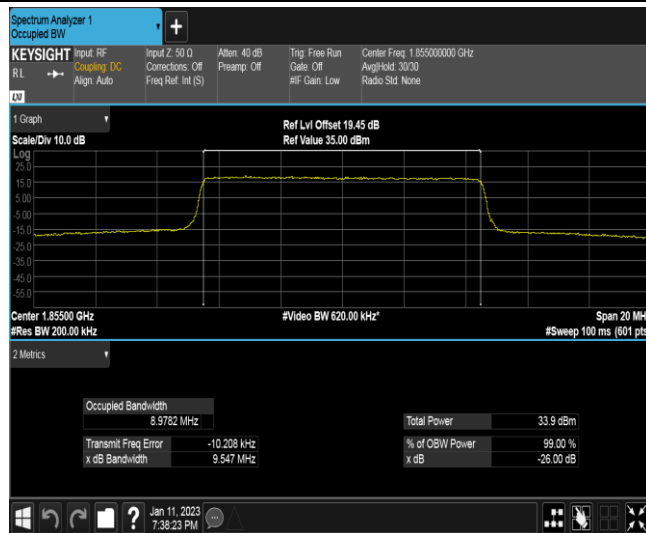 Spectrum Analyzer 1
Occupied BW
+
KEYSIGHT
RL
Input: RF
Coupling: DC
Align: Auto
Input Z: 50 Ω
Corrections: Off
Freq Ref: Int (S)
Atten: 40 dB
Preamp: Off
Trig: Free Run
Gate: Off
#IF Gain: Low
Center Freq: 1.855000000 GHz
Avg|Hold: 30/30
Radio Std: None
1 Graph
Scale/Div 10.0 dB
Ref Lvl Offset 19.45 dB
Ref Value 35.00 dBm
Log
25.0
15.0
5.00
-5.00
-15.0
-25.0
-35.0
-45.0
-55.0
Center 1.85500 GHz
#Res BW 200.00 kHz
#Video BW 620.00 kHz*
Span 20 MH
#Sweep 100 ms (601 pts
2 Metrics
Occupied Bandwidth
8.9782 MHz
Transmit Freq Error -10.208 kHz
x dB Bandwidth 9.547 MHz
Total Power 33.9 dBm
% of OBW Power 99.00 %
x dB -26.00 dB
?
Jan 11, 2023
7:38:23 PM